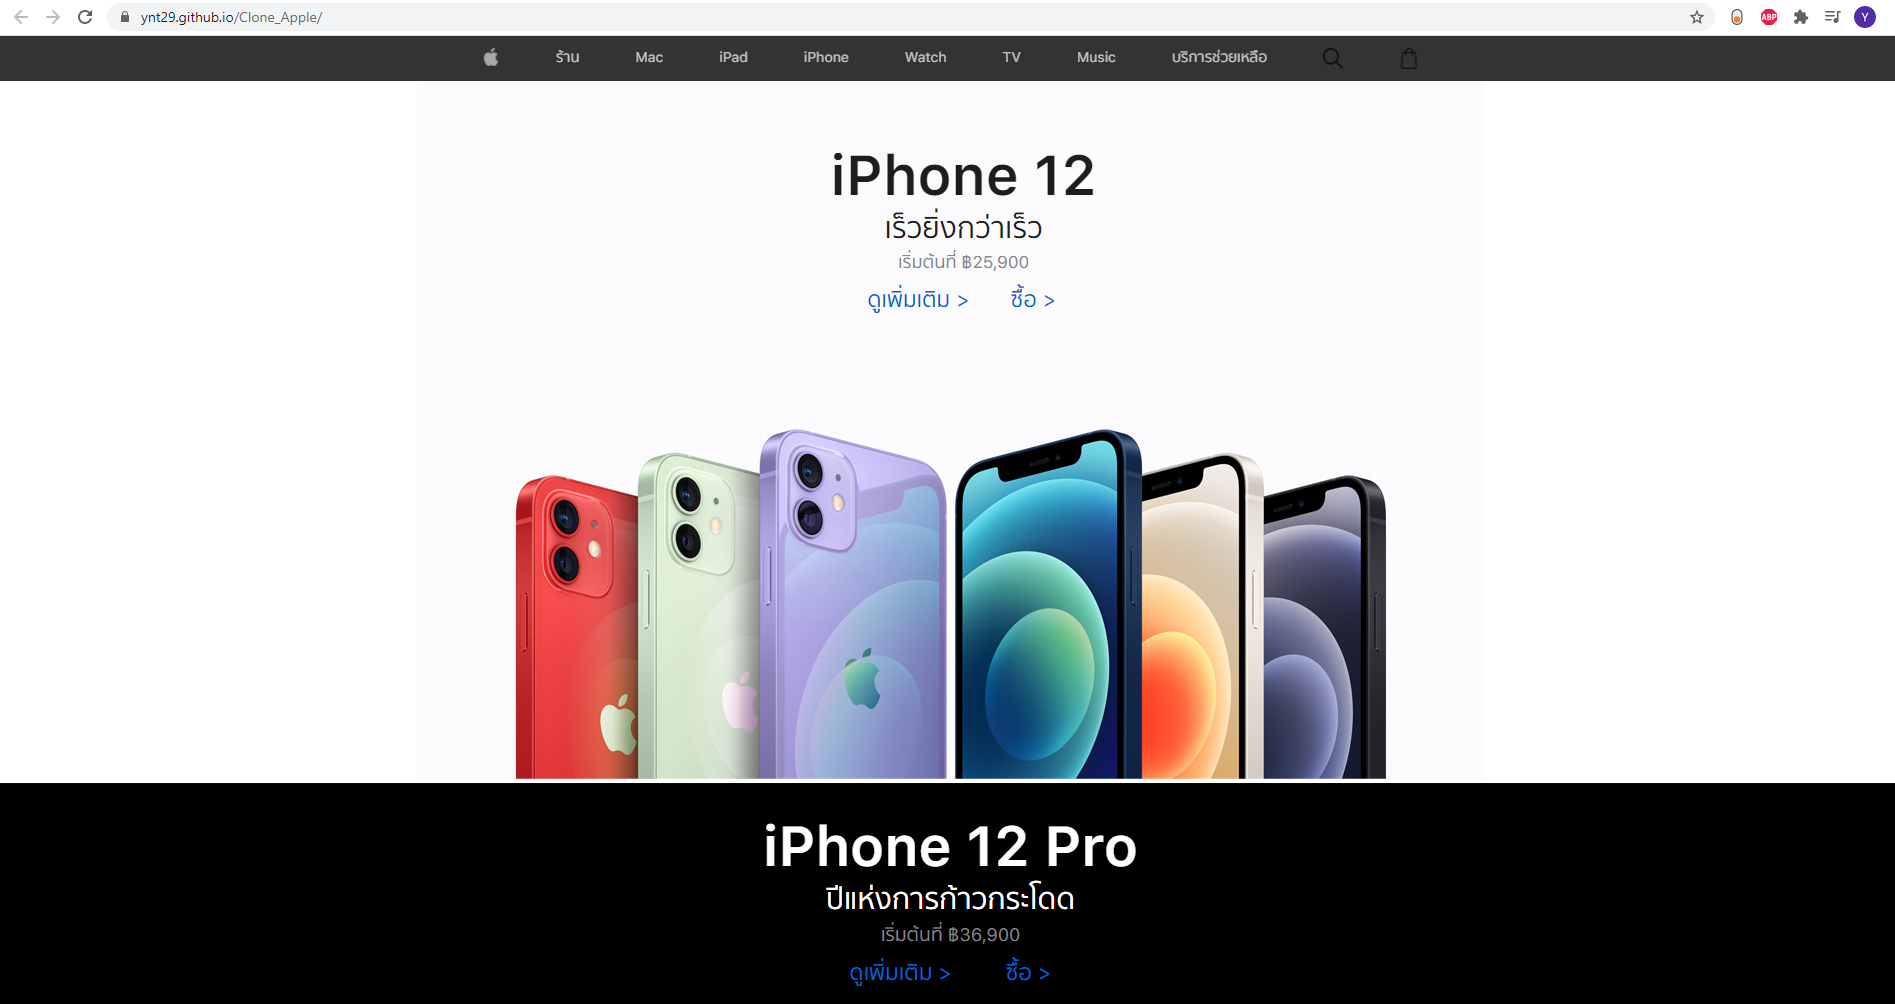 ynt29.github.io/Clone_Apple/
ABP
Y
ร้าน Mac iPad iPhone Watch TV Music บริการช่วยเหลือ
iPhone 12
เร็วยิ่งกว่าเร็ว
เริ่มต้นที่ ฿25,900
ดูเพิ่มเติม > ซื้อ >
iPhone 12 Pro
ปีแห่งการก้าวกระโดด
เริ่มต้นที่ ฿36,900
ดูเพิ่มเติม > ซื้อ >